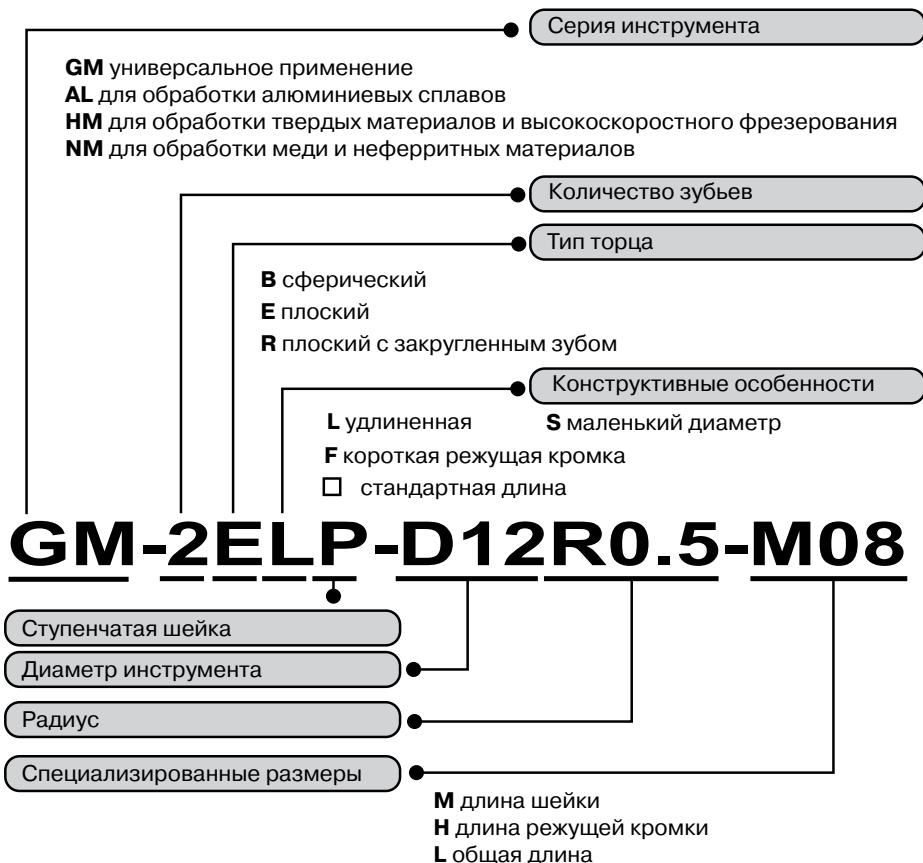 Серия инструмента
GM универсальное применение
AL для обработки алюминиевых сплавов
HM для обработки твердых материалов и высокоскоростного фрезерования
NM для обработки меди и неферритных материалов
Количество зубьев
Тип торца
B сферический
E плоский
R плоский с закругленным зубом
Конструктивные особенности
L удлиненная S маленький диаметр
F короткая режущая кромка
□ стандартная длина
GM-2ELP-D12R0.5-M08
Ступенчатая шейка
Диаметр инструмента
Радиус
Специализированные размеры
M длина шейки
H длина режущей кромки
L общая длина